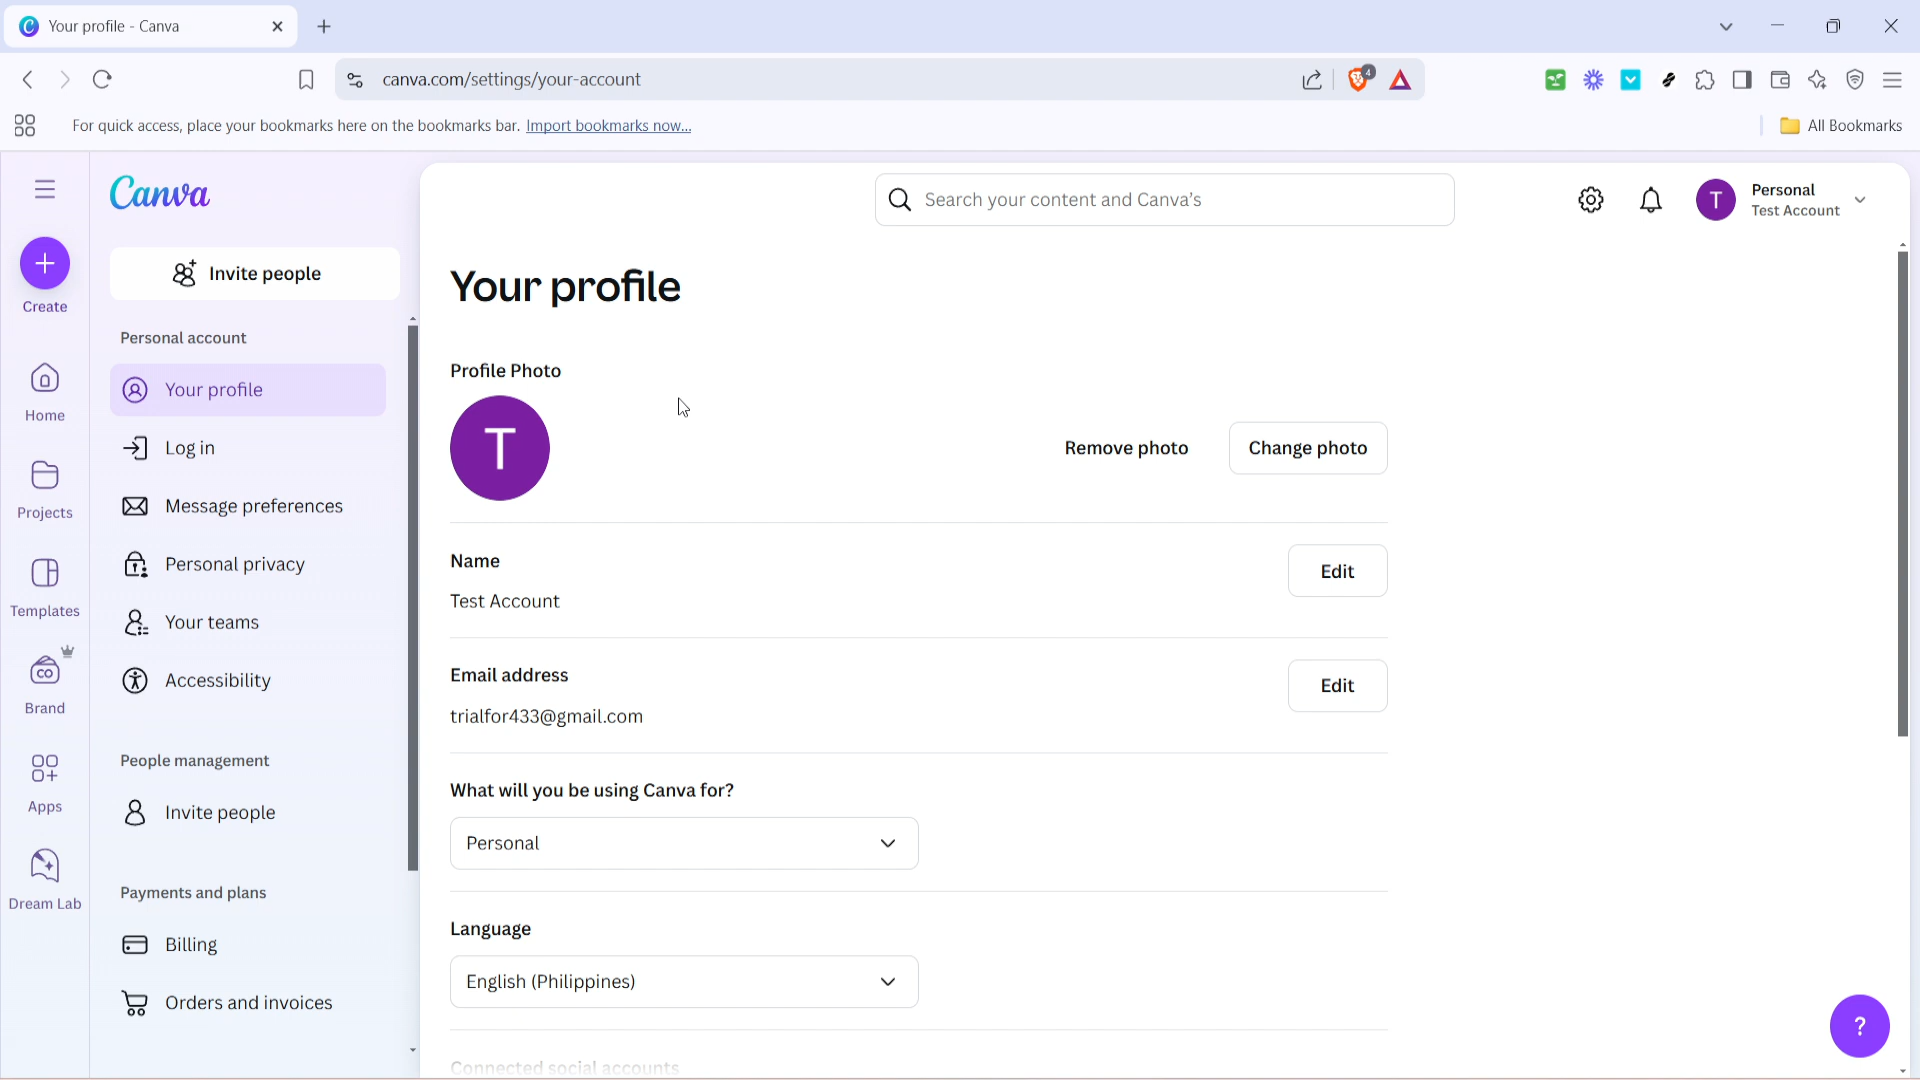 Your profile - Canva
canva.com/settings/your-account
4
For quick access, place your bookmarks here on the bookmarks bar. Import bookmarks now...
All Bookmarks
Canva
Search your content and Canva's
T
Personal
Test Account
Create
Home
Projects
Templates
CO
Brand
Apps
Dream Lab
Invite people
Personal account
Your profile
Log in
Message preferences
Personal privacy
Your teams
Accessibility
People management
Invite people
Payments and plans
Billing
Orders and invoices
Your profile
Profile Photo
T
Remove photo
Change photo
Name
Test Account
Edit
Email address
trialfor433@gmail.com
Edit
What will you be using Canva for?
Personal
Language
English (Philippines)
Connected social accounts
?